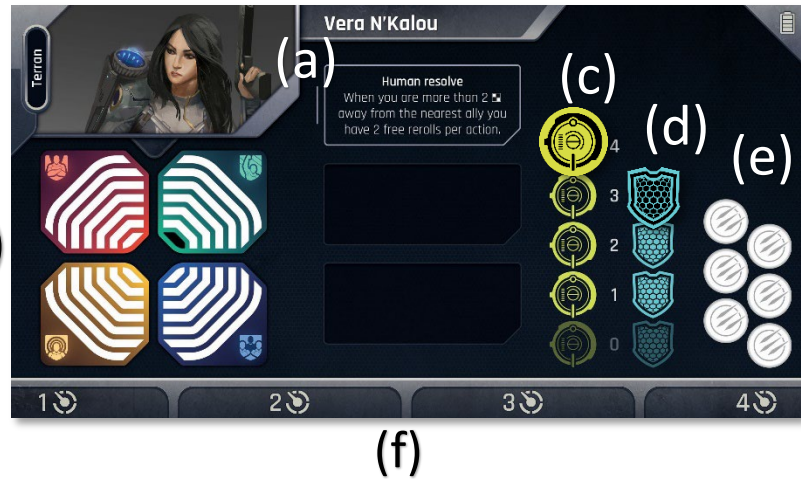 Vera N'Kalou
Terran
(a)
Human resolve
When you are more than 2
away from the nearest ally you
have 2 free rerolls per action.
(c)
(d)
(e)
4
3
2
1
0
)
1
2
3
4
(f)